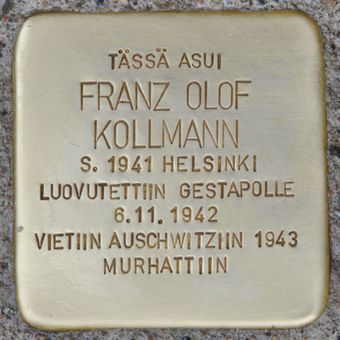 TÄSSÄ ASUI
FRANZ OLOF
KOLLMANN
S. 1941 HELSINKI
LUOVUTETTIIN GESTAPOLLE
6.11.1942
VIETIIN AUSCHWITZIIN 1943
MURHATTIIN